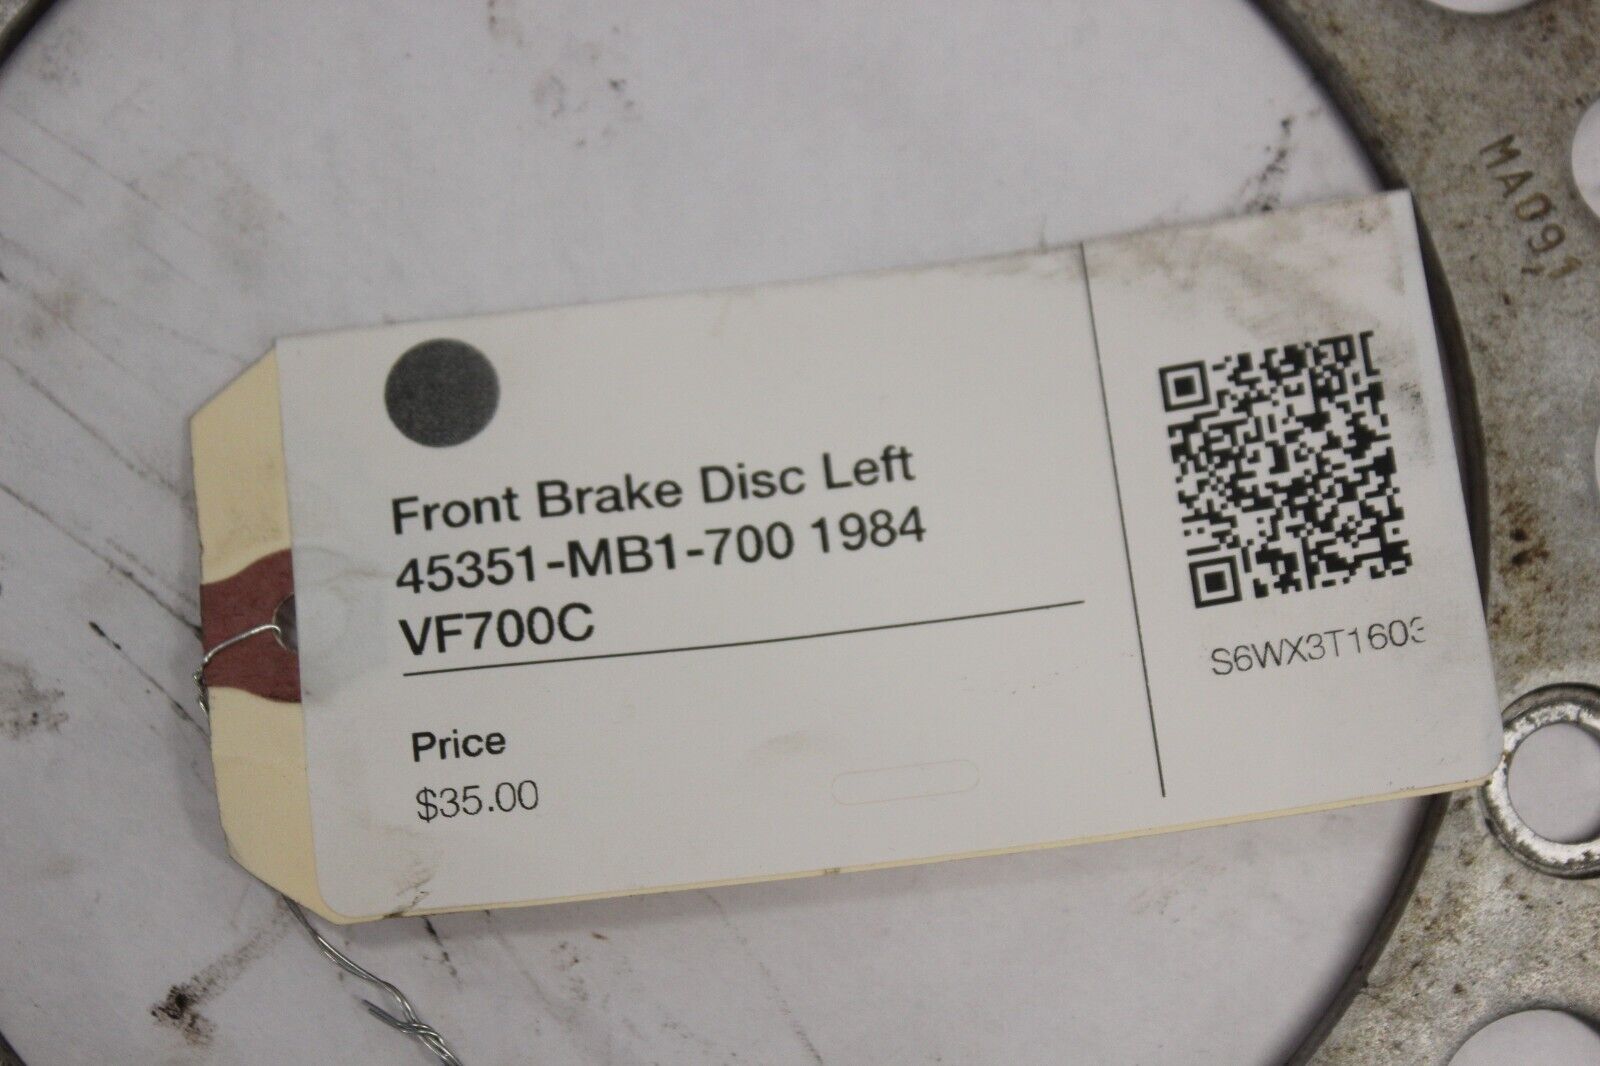 Front Brake Disc Left
45351-MB1-700 1984
VF700C
Price
$35.00
S6WX3T1603
MA091